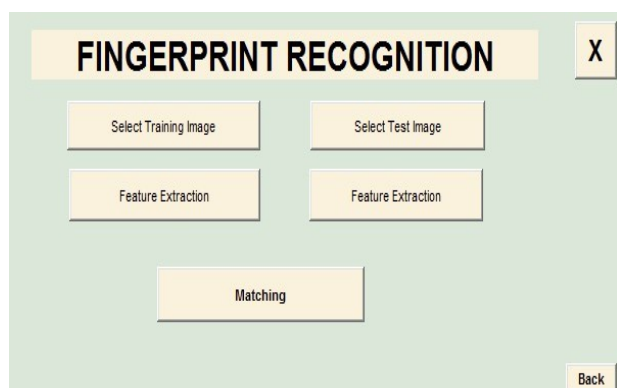 FINGERPRINT RECOGNITION
X
Select Training Image
Select Test Image
Feature Extraction
Feature Extraction
Matching
Back